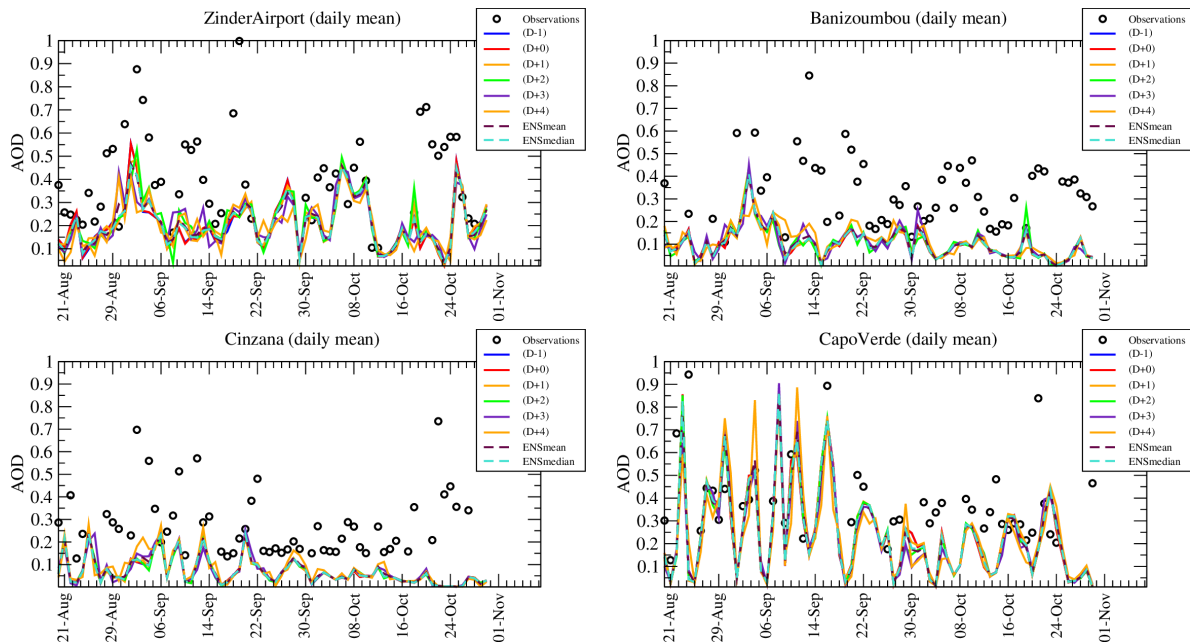 ZinderAirport (daily mean)
Observations
(D-1)
(D+0)
(D+1)
(D+2)
(D+3)
(D+4)
ENSmean
ENSmedian
1
0.9
0.8
0.7
0.6
0.5
0.4
0.3
0.2
0.1
AOD
21-Aug
29-Aug
06-Sep
14-Sep
22-Sep
30-Sep
08-Oct
16-Oct
24-Oct
01-Nov
Banizoumbou (daily mean)
Observations
(D-1)
(D+0)
(D+1)
(D+2)
(D+3)
(D+4)
ENSmean
ENSmedian
1
0.9
0.8
0.7
0.6
0.5
0.4
0.3
0.2
0.1
AOD
21-Aug
29-Aug
06-Sep
14-Sep
22-Sep
30-Sep
08-Oct
16-Oct
24-Oct
01-Nov
Cinzana (daily mean)
Observations
(D-1)
(D+0)
(D+1)
(D+2)
(D+3)
(D+4)
ENSmean
ENSmedian
1
0.9
0.8
0.7
0.6
0.5
0.4
0.3
0.2
0.1
AOD
21-Aug
29-Aug
06-Sep
14-Sep
22-Sep
30-Sep
08-Oct
16-Oct
24-Oct
01-Nov
CapoVerde (daily mean)
Observations
(D-1)
(D+0)
(D+1)
(D+2)
(D+3)
(D+4)
ENSmean
ENSmedian
1
0.9
0.8
0.7
0.6
0.5
0.4
0.3
0.2
0.1
AOD
21-Aug
29-Aug
06-Sep
14-Sep
22-Sep
30-Sep
08-Oct
16-Oct
24-Oct
01-Nov